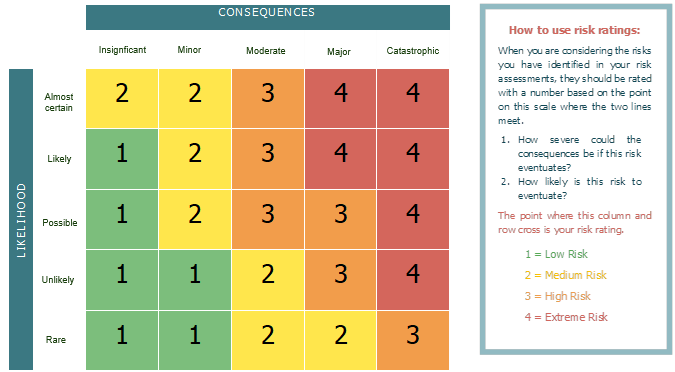 CONSEQUENCES
Insignficant Minor Moderate Major Catastrophic
LIKELIHOOD
Almost
certain 2 2 3 4 4
Likely 1 2 3 4 4
Possible 1 2 3 3 4
Unlikely 1 1 2 3 4
Rare 1 1 2 2 3
How to use risk ratings:
When you are considering the risks
you have identified in your risk
assessments, they should be rated
with a number based on the point
on this scale where the two lines
meet.
1. How severe could the
consequences be if this risk
eventuates?
2. How likely is this risk to
eventuate?
The point where this column and
row cross is your risk rating.
1 = Low Risk
2 = Medium Risk
3 = High Risk
4 = Extreme Risk